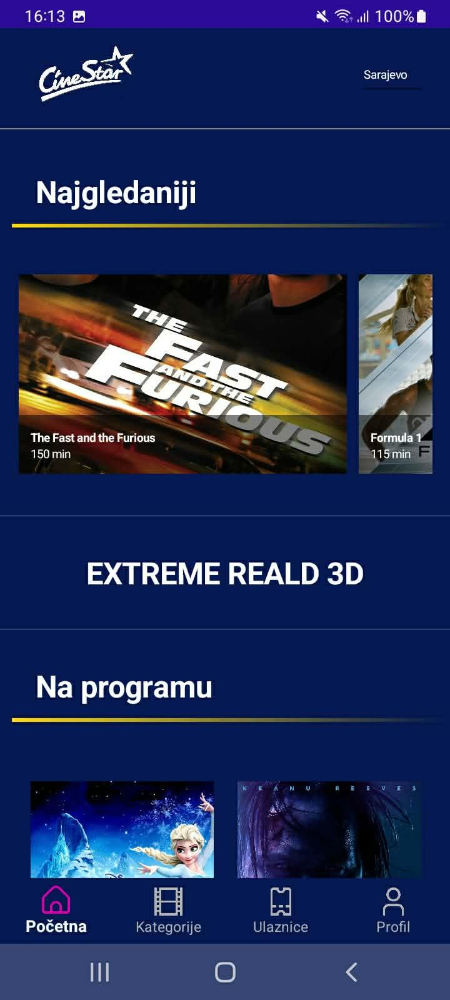 16:13
100%
CineStar
Sarajevo
Najgledaniji
THE
FAST
AND THE
FURIOUS
The Fast and the Furious
150 min
Formula 1
115 min
F
EXTREME REALD 3D
Na programu
KEANU REEVES
Početna
Kategorije
Ulaznice
Profil